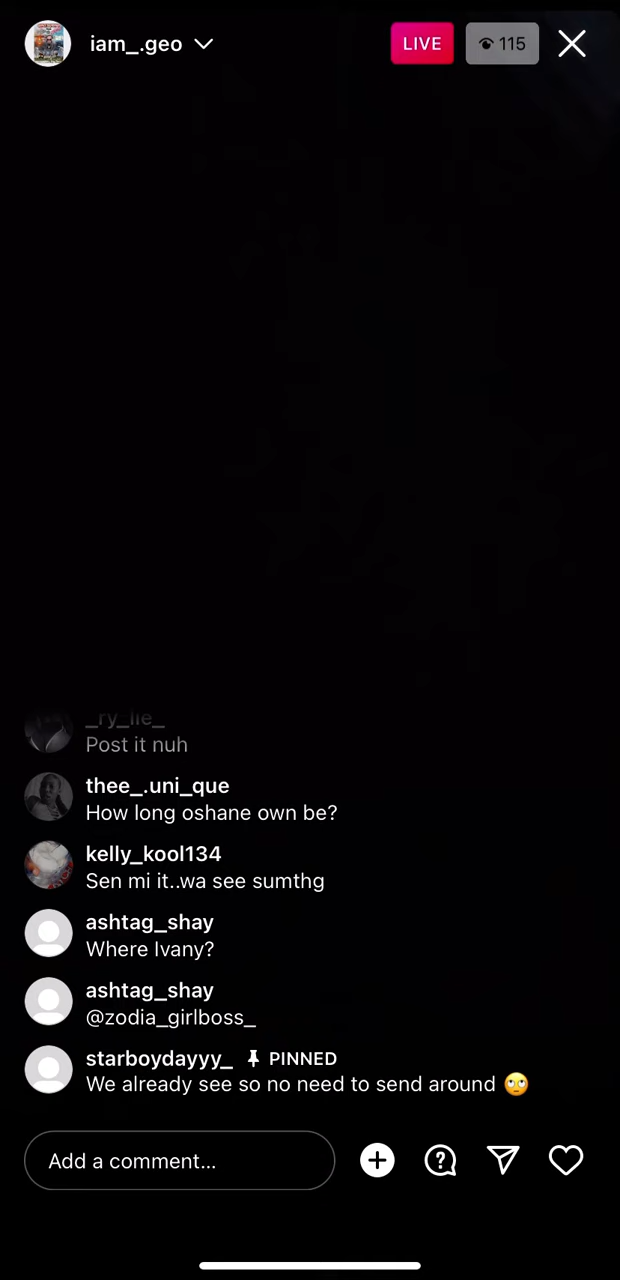 iam_.geo
LIVE
115
_ry_lie_
Post it nuh
thee_.uni_que
How long oshane own be?
kelly_kool134
Sen mi it..wa see sumthg
ashtag_shay
Where Ivany?
ashtag_shay
@zodia_girlboss_
starboydayyy_ PINNED
We already see so no need to send around 🙄
Add a comment...